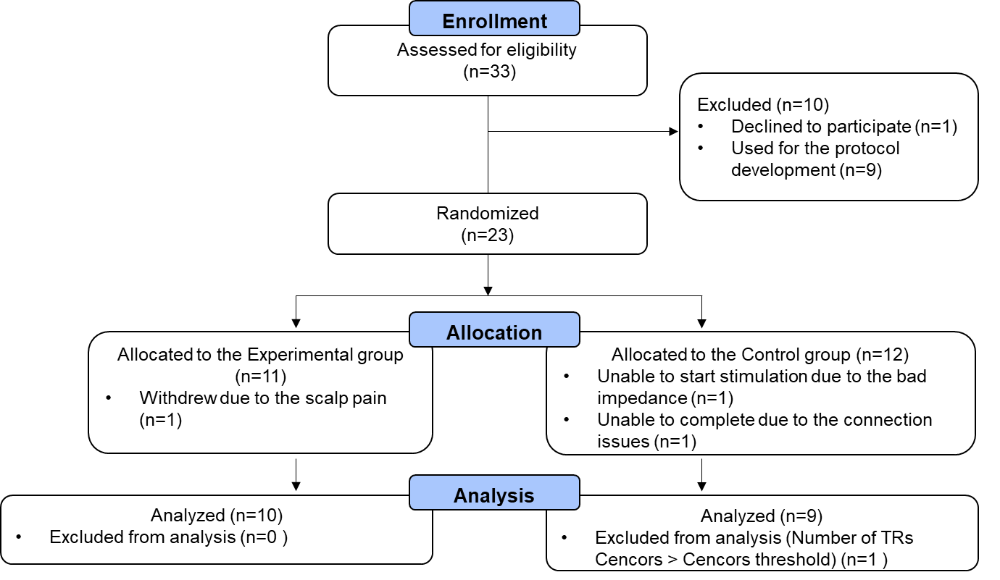 Enrollment
Assessed for eligibility
(n=33)
Excluded (n=10)
• Declined to participate (n=1)
• Used for the protocol
development (n=9)
Randomized
(n=23)
Allocation
Allocated to the Experimental group
(n=11)
• Withdrew due to the scalp pain
(n=1)
Allocated to the Control group (n=12)
• Unable to start stimulation due to the bad
impedance (n=1)
• Unable to complete due to the connection
issues (n=1)
Analysis
Analyzed (n=10)
• Excluded from analysis (n=0 )
Analyzed (n=9)
• Excluded from analysis (Number of TRs
Cencors > Cencors threshold) (n=1 )